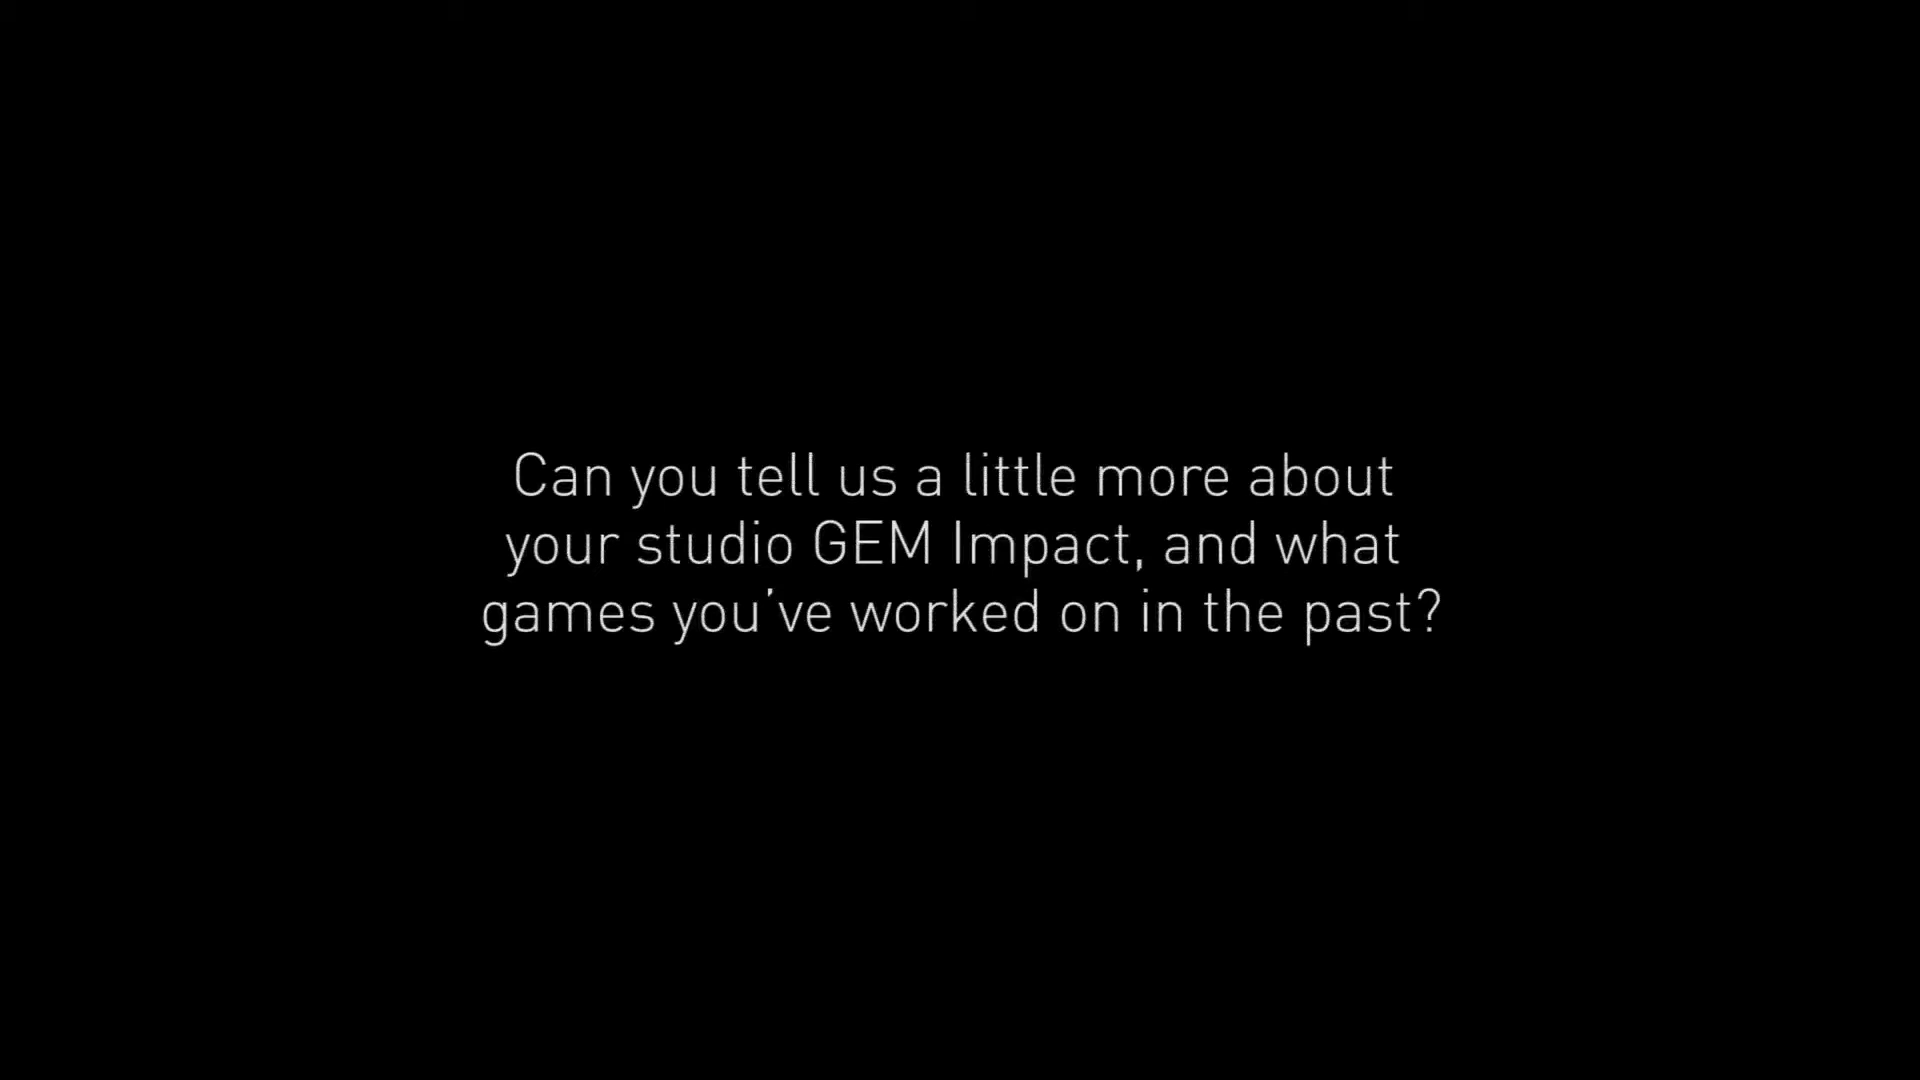 Can you tell us a little more about
your studio GEM Impact, and what
games you’ve worked on in the past?